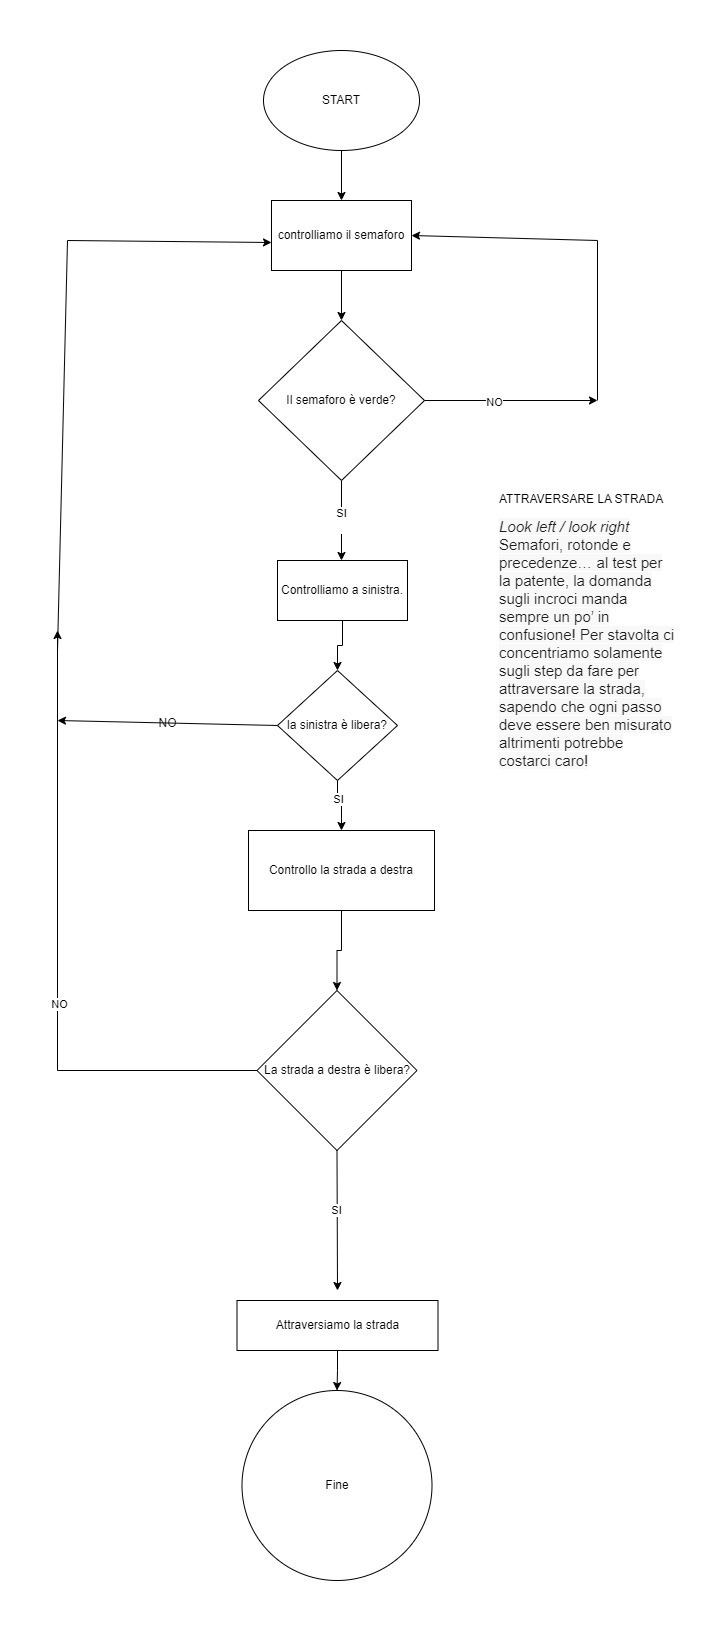 START
controlliamo il semaforo
Il semaforo è verde?
NO
SI
ATTRAVERSARE LA STRADA
Look left / look right
Semafori, rotonde e
precedenze… al test per
la patente, la domanda
sugli incroci manda
sempre un po’ in
confusione! Per stavolta ci
concentriamo solamente
sugli step da fare per
attraversare la strada,
sapendo che ogni passo
deve essere ben misurato
altrimenti potrebbe
costarci caro!
Controlliamo a sinistra.
la sinistra è libera?
NO
SI
Controllo la strada a destra
NO
La strada a destra è libera?
SI
Attraversiamo la strada
Fine